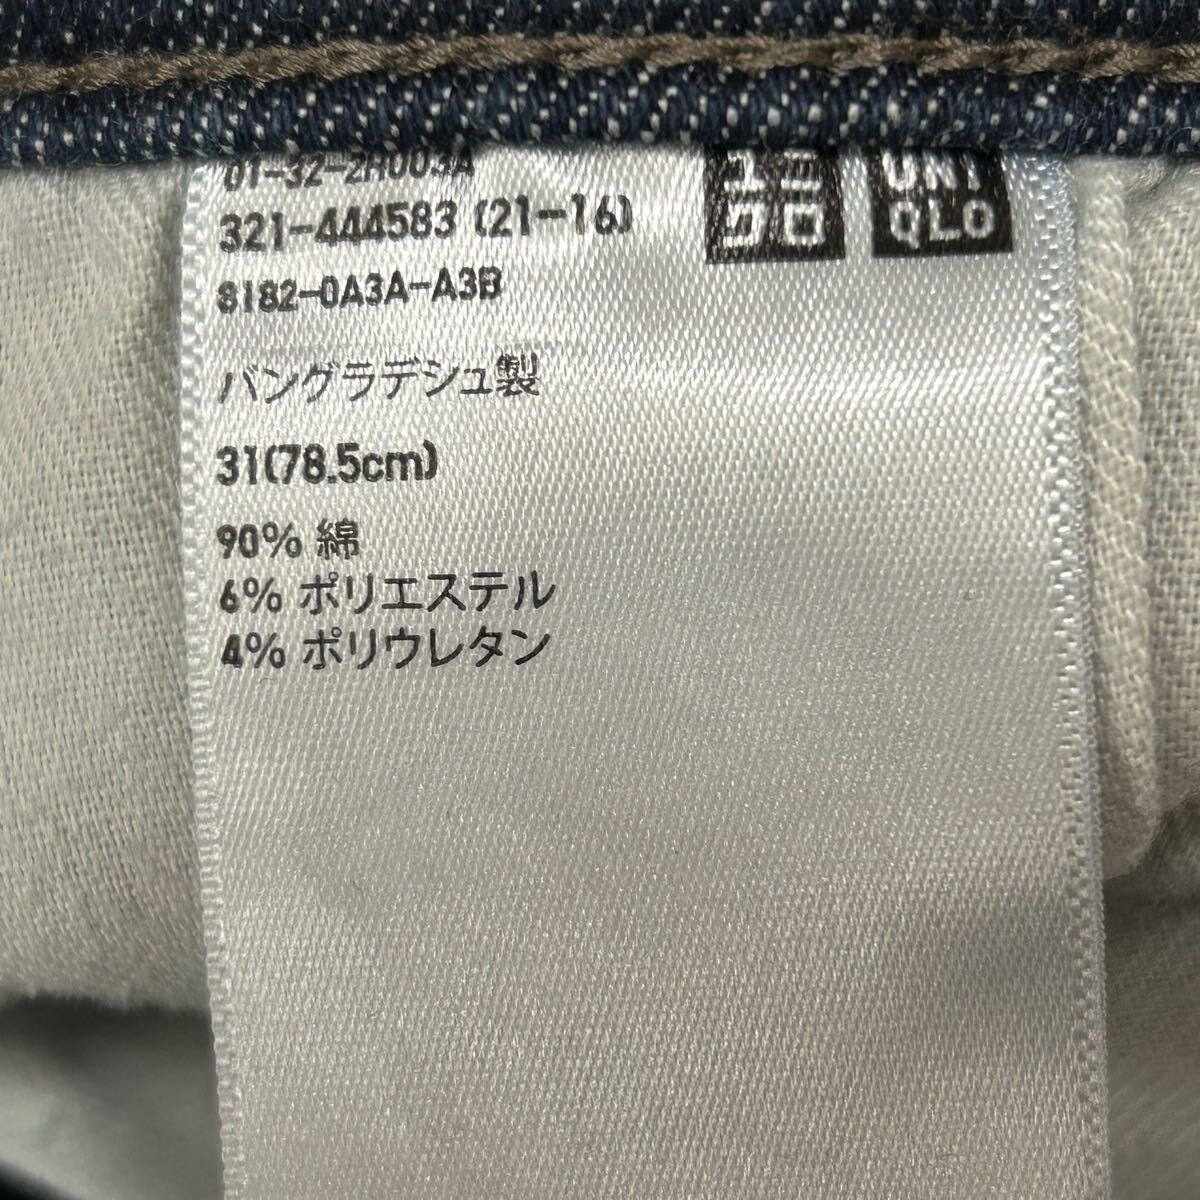 01-32-2H003A
321-444583 (21-16)
8182-0A3A-A3B
バングラデシュ製
31(78.5cm)
90% 綿
6% ポリエステル
4% ポリウレタン
ユニ
クロ
UNI
QLO